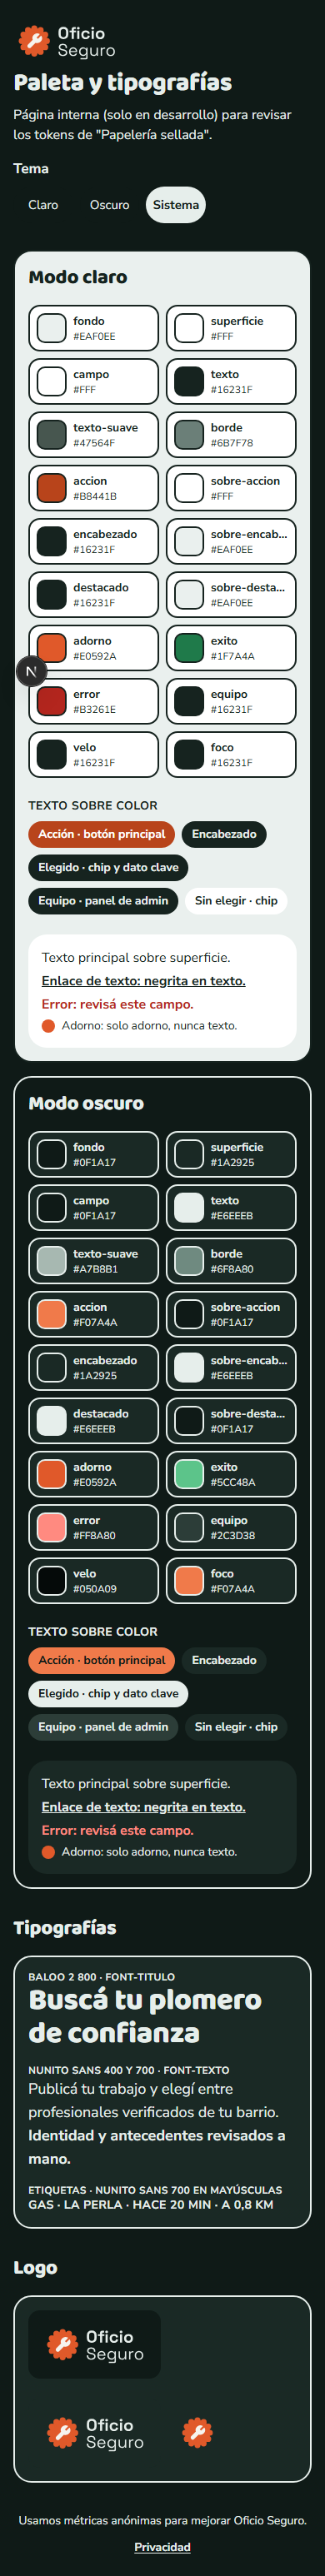 Oficio
Seguro
Paleta y tipografías
Página interna (solo en desarrollo) para revisar
los tokens de "Papelería sellada".
Tema
Claro Oscuro Sistema
Modo claro
fondo
#EAF0EE
superficie
#FFF
campo
#FFF
texto
#16231F
texto-suave
#47564F
borde
#6B7F78
accion
#B8441B
sobre-accion
#FFF
encabezado
#16231F
sobre-encab...
#EAF0EE
destacado
#16231F
sobre-desta...
#EAF0EE
adorno
#E0592A
exito
#1F7A4A
N
error
#B3261E
equipo
#16231F
velo
#16231F
foco
#16231F
TEXTO SOBRE COLOR
Acción · botón principal Encabezado
Elegido · chip y dato clave
Equipo · panel de admin Sin elegir · chip
Texto principal sobre superficie.
Enlace de texto: negrita en texto.
Error: revisá este campo.
Adorno: solo adorno, nunca texto.
Modo oscuro
fondo
#0F1A17
superficie
#1A2925
campo
#0F1A17
texto
#E6EEEB
texto-suave
#A7B8B1
borde
#6F8A80
accion
#F07A4A
sobre-accion
#0F1A17
encabezado
#1A2925
sobre-encab...
#E6EEEB
destacado
#E6EEEB
sobre-desta...
#0F1A17
adorno
#E0592A
exito
#5CC48A
error
#FF8A80
equipo
#2C3D38
velo
#050A09
foco
#F07A4A
TEXTO SOBRE COLOR
Acción · botón principal Encabezado
Elegido · chip y dato clave
Equipo · panel de admin Sin elegir · chip
Texto principal sobre superficie.
Enlace de texto: negrita en texto.
Error: revisá este campo.
Adorno: solo adorno, nunca texto.
Tipografías
BALOO 2 800 · FONT-TITULO
Buscá tu plomero
de confianza
NUNITO SANS 400 Y 700 · FONT-TEXTO
Publicá tu trabajo y elegí entre
profesionales verificados de tu barrio.
Identidad y antecedentes revisados a
mano.
ETIQUETAS · NUNITO SANS 700 EN MAYÚSCULAS
GAS · LA PERLA · HACE 20 MIN · A 0,8 KM
Logo
Oficio
Seguro
Oficio
Seguro
Usamos métricas anónimas para mejorar Oficio Seguro.
Privacidad